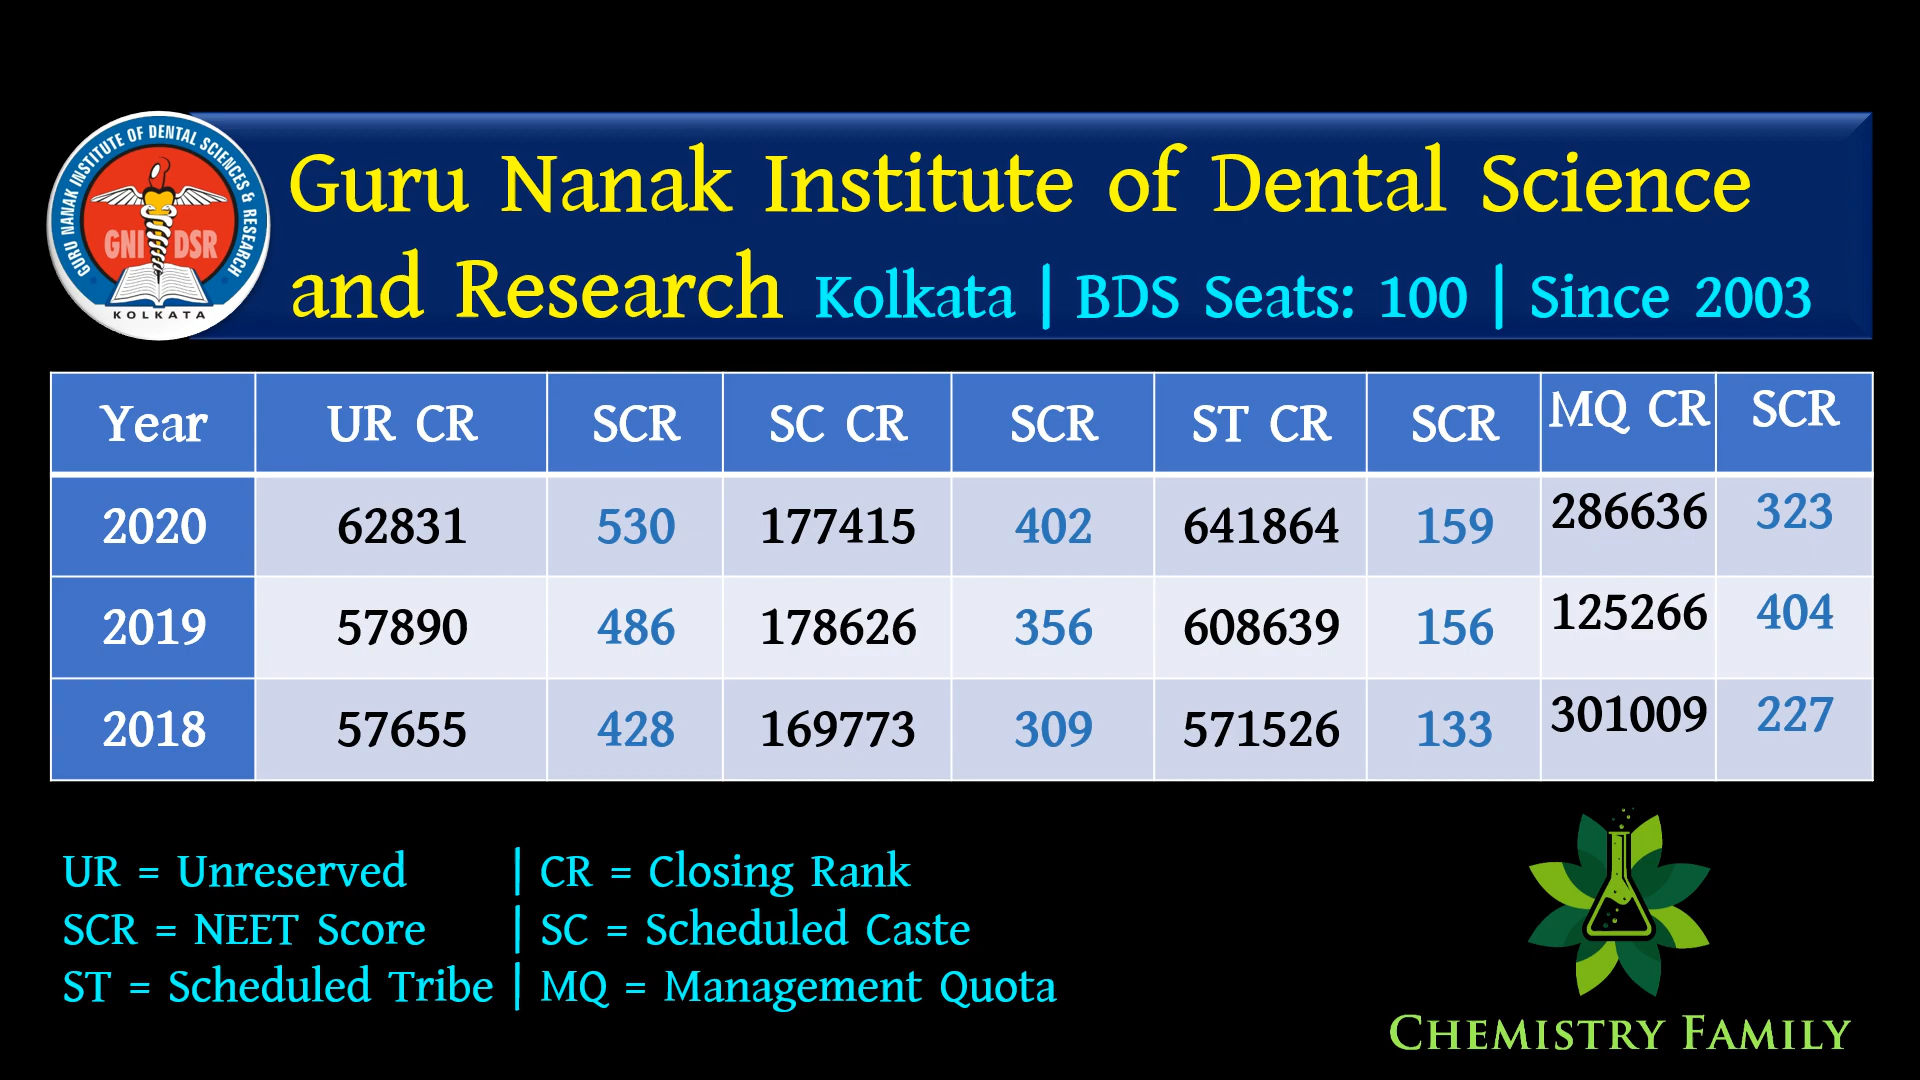 GURU NANAK INSTITUTE OF DENTAL SCIENCES & RESEARCH
GNI DSR
KOLKATA
Guru Nanak Institute of Dental Science
and Research Kolkata | BDS Seats: 100 | Since 2003
Year UR CR SCR SC CR SCR ST CR SCR MQ CR SCR
2020 62831 530 177415 402 641864 159 286636 323
2019 57890 486 178626 356 608639 156 125266 404
2018 57655 428 169773 309 571526 133 301009 227
UR = Unreserved | CR = Closing Rank
SCR = NEET Score | SC = Scheduled Caste
ST = Scheduled Tribe | MQ = Management Quota
CHEMISTRY FAMILY